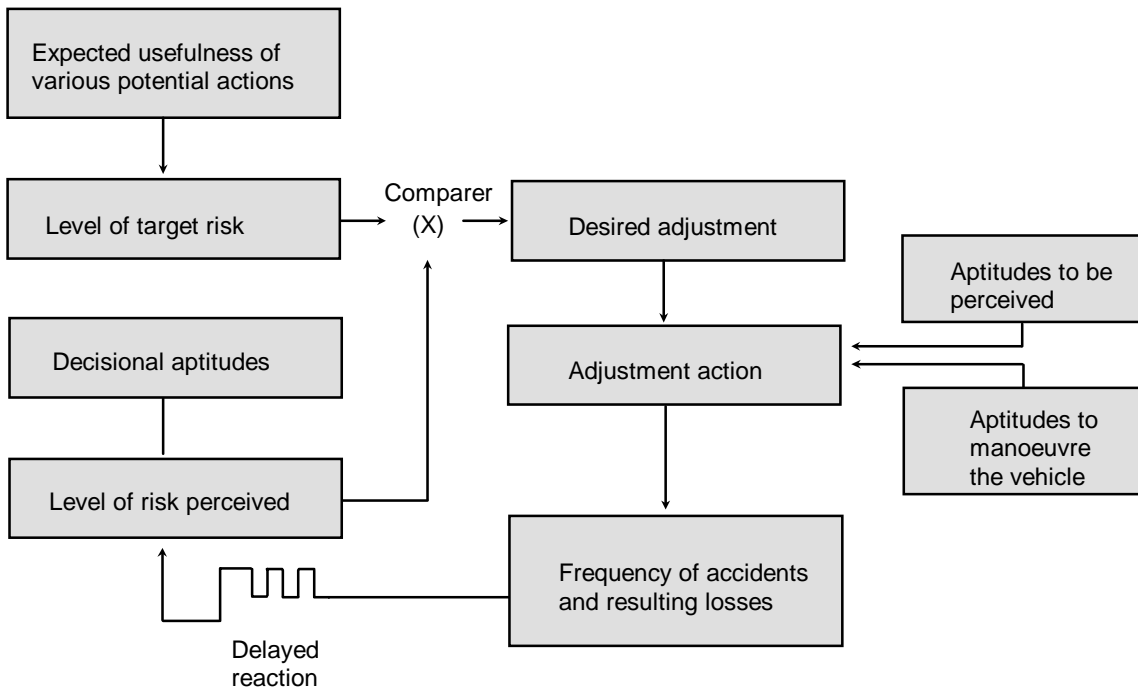 Expected usefulness of
various potential actions
Level of target risk
Comparer
(X)
Desired adjustment
Aptitudes to be
perceived
Decisional aptitudes
Adjustment action
Aptitudes to
manoeuvre
the vehicle
Level of risk perceived
Frequency of accidents
and resulting losses
Delayed
reaction